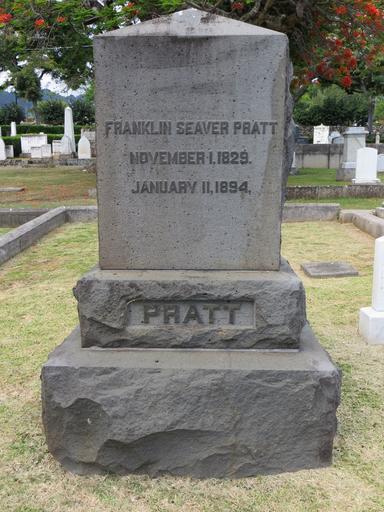 FRANKLIN SEAVER PRATT
NOVEMBER 1, 1829.
JANUARY 11, 1894.
PRATT